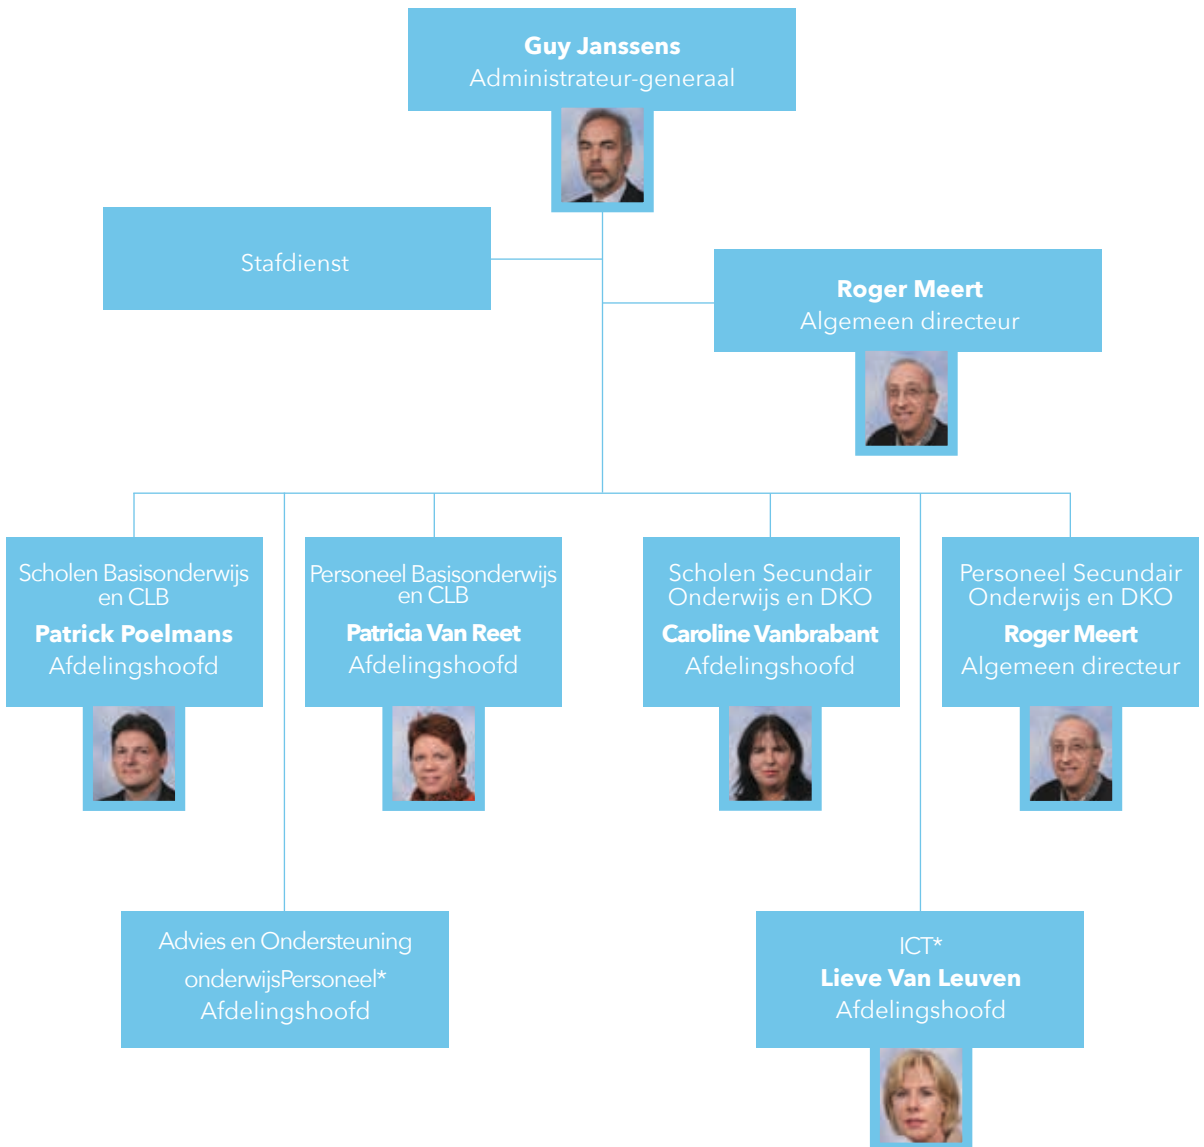 Guy Janssens
Administrateur-generaal
Stafdienst
Roger Meert
Algemeen directeur
Scholen Basisonderwijs
en CLB
Patrick Poelmans
Afdelingshoofd
Personeel Basisonderwijs
en CLB
Patricia Van Reet
Afdelingshoofd
Scholen Secundair
Onderwijs en DKO
Caroline Vanbrabant
Afdelingshoofd
Personeel Secundair
Onderwijs en DKO
Roger Meert
Algemeen directeur
Advies en Ondersteuning
onderwijsPersoneel*
Afdelingshoofd
ICT*
Lieve Van Leuven
Afdelingshoofd